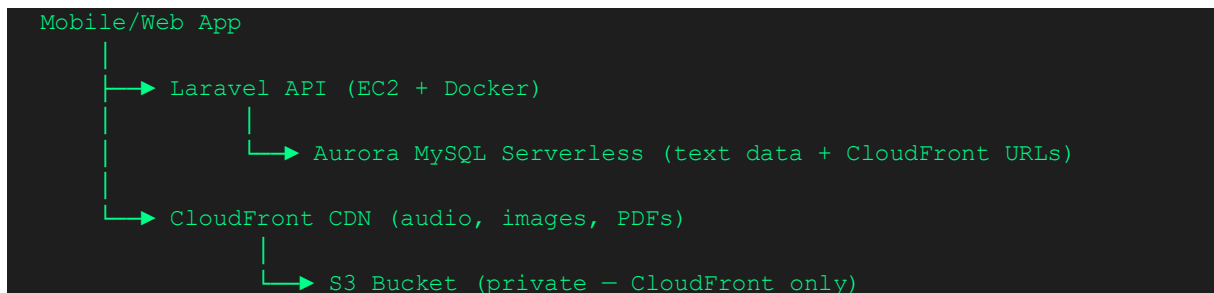 Mobile/Web App
Laravel API (EC2 + Docker)
Aurora MySQL Serverless (text data + CloudFront URLs)
CloudFront CDN (audio, images, PDFs)
S3 Bucket (private — CloudFront only)